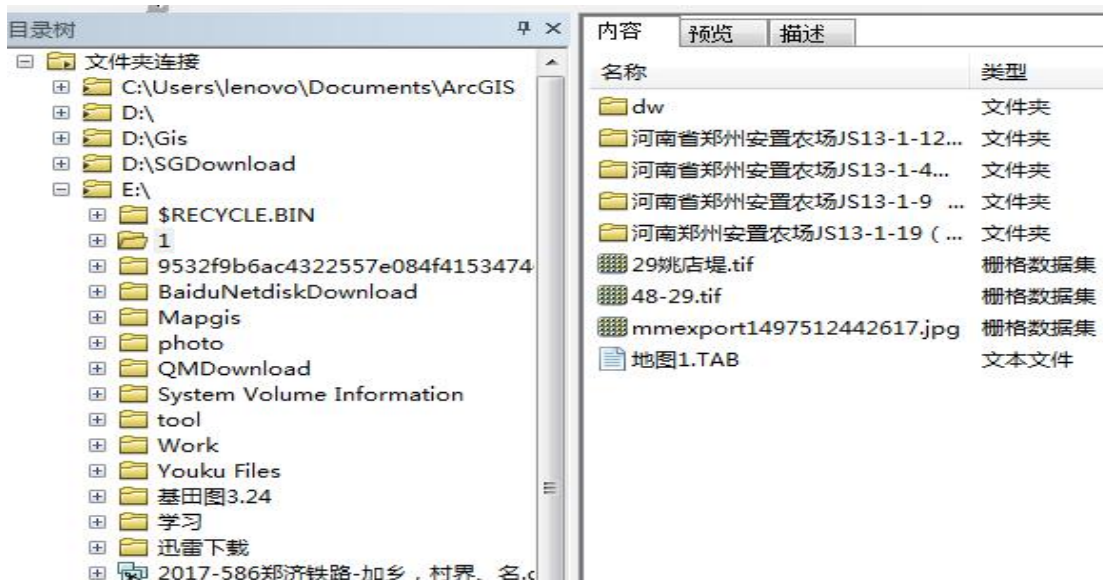 目录树
文件夹连接
C:\Users\lenovo\Documents\ArcGIS
D:\
D:\Gis
D:\SGDownload
E:\
$RECYCLE.BIN
1
9532f9b6ac4322557e084f4153474
BaiduNetdiskDownload
Mapgis
photo
QMDownload
System Volume Information
tool
Work
Youku Files
基田图3.24
学习
迅雷下载
2017-586郑济铁路-加乡，村界、名.
内容 预览 描述
名称 类型
dw 文件夹
河南省郑州安置农场JS13-1-12... 文件夹
河南省郑州安置农场JS13-1-4... 文件夹
河南省郑州安置农场JS13-1-9 ... 文件夹
河南郑州安置农场JS13-1-19 ( ... 文件夹
29姚店堤.tif 栅格数据集
48-29.tif 栅格数据集
mmexport1497512442617.jpg 栅格数据集
地图1.TAB 文本文件